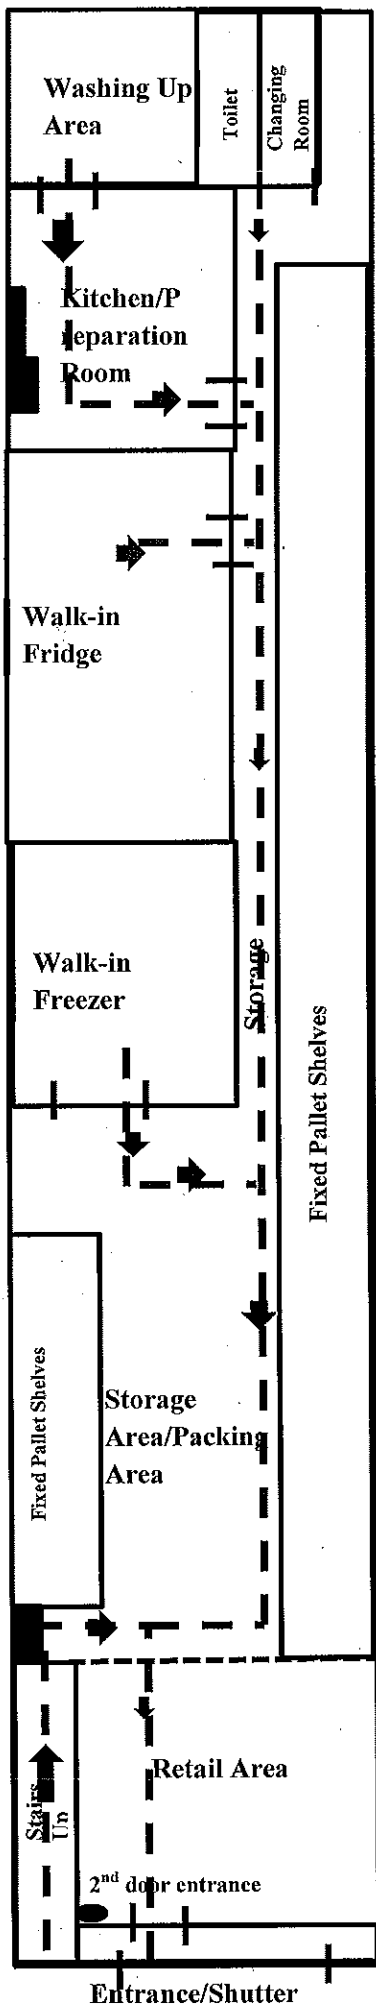 Washing Up
Area
Toilet
Changing
Room
Kitchen/P
reparation
Room
Walk-in
Fridge
Walk-in
Freezer
Storage
Fixed Pallet Shelves
Fixed Pallet Shelves
Storage
Area/Packing
Area
Retail Area
Stairs
Up
2nd door entrance
Entrance/Shutter